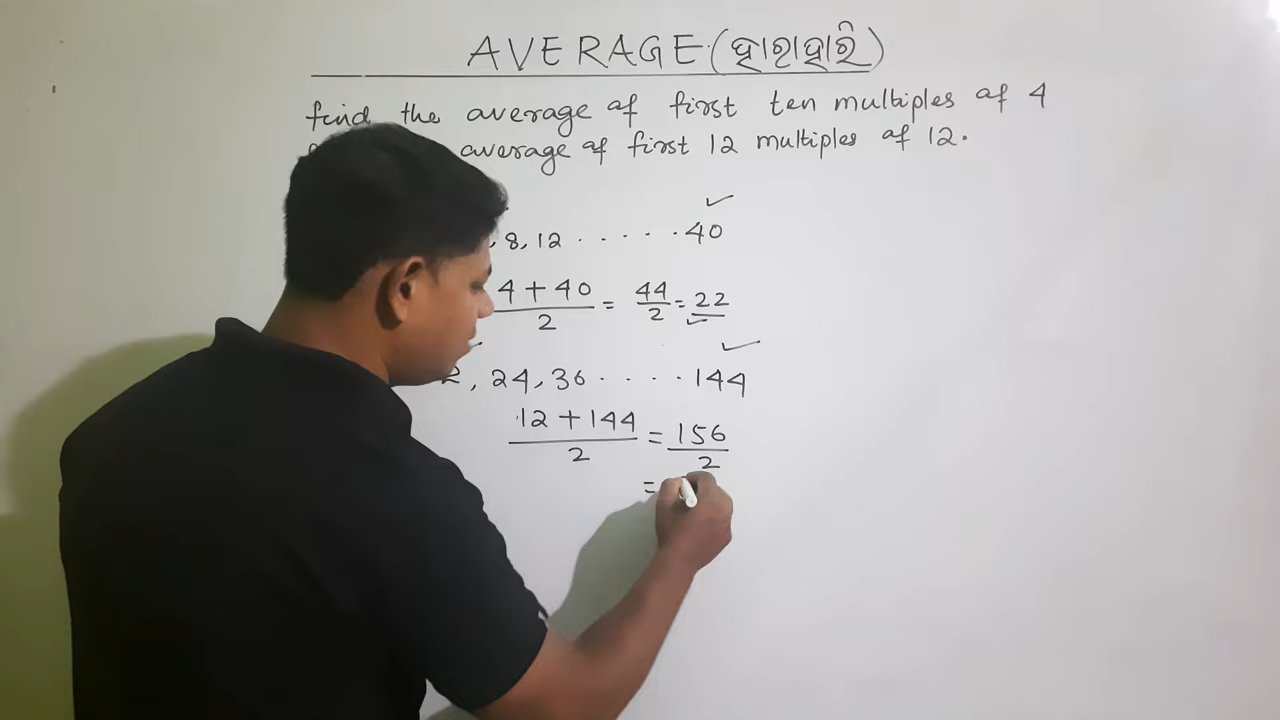 AVERAGE (ହାରାହାରି)
find the average of first ten multiples of 4
average of first 12 multiples of 12.
, 8, 12 . . . . . 40
4 + 40 / 2 = 44 / 2 = 22
2, 24, 36 . . . . 144
12 + 144 / 2 = 156 / 2
=